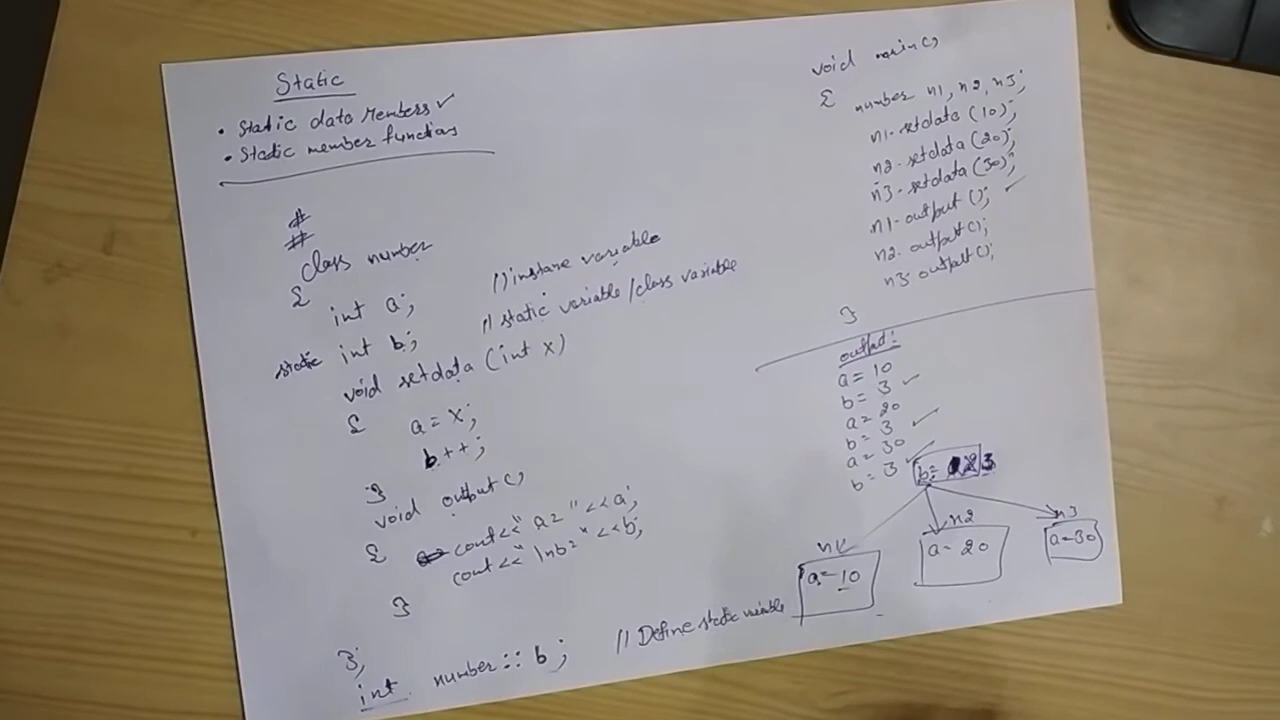 Static
• Static data Members ✓
• Static member functions
#
#
class number
{
int a; //instane variable
static int b; // static variable/class variable
void setdata (int x)
{
a = x;
b++;
}
void output()
{
cout<<"a="<<a;
cout<<"\nb="<<b;
}
};
int number::b; // Define static variable
void main()
{
number n1, n2, n3;
n1.setdata (10);
n2.setdata (20);
n3.setdata (30);
n1.output (); ✓
n2.output();
n3.output();
}
output:
a = 10
b = 3 ✓
a = 20
b = 3 ✓
a = 30
b = 3 ✓
b= 3
n1 n2 n3
a=10 a=20 a=30